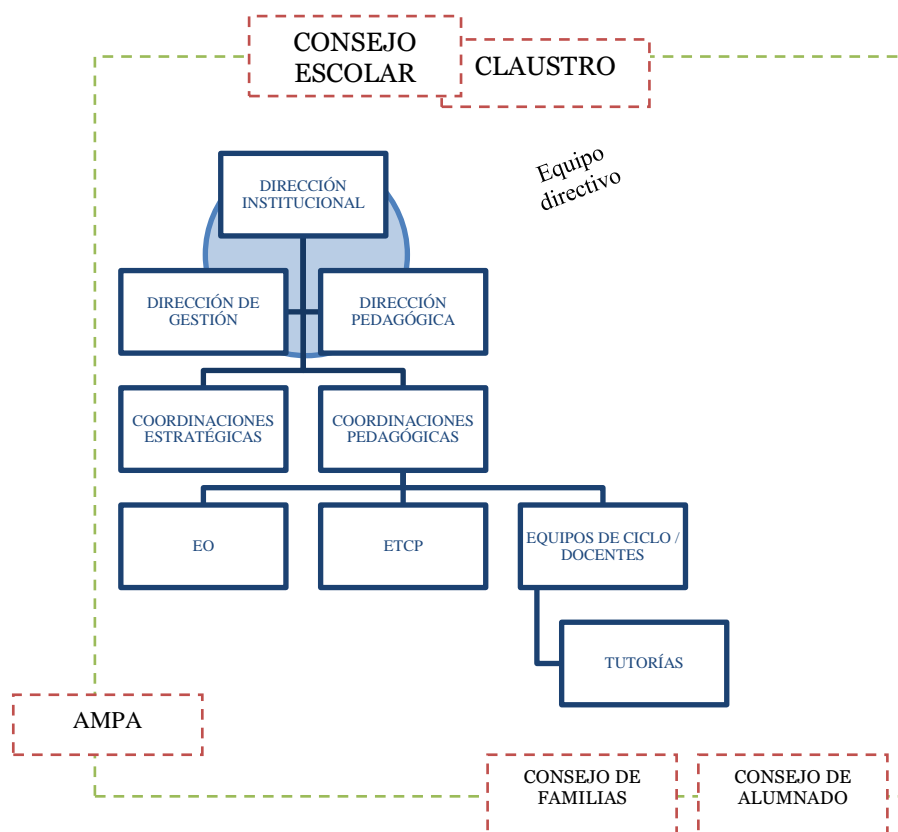 CONSEJO
ESCOLAR
CLAUSTRO
Equipo
directivo
DIRECCIÓN
INSTITUCIONAL
DIRECCIÓN DE
GESTIÓN
DIRECCIÓN
PEDAGÓGICA
COORDINACIONES
ESTRATÉGICAS
COORDINACIONES
PEDAGÓGICAS
EO
ETCP
EQUIPOS DE CICLO /
DOCENTES
TUTORÍAS
AMPA
CONSEJO DE
FAMILIAS
CONSEJO DE
ALUMNADO